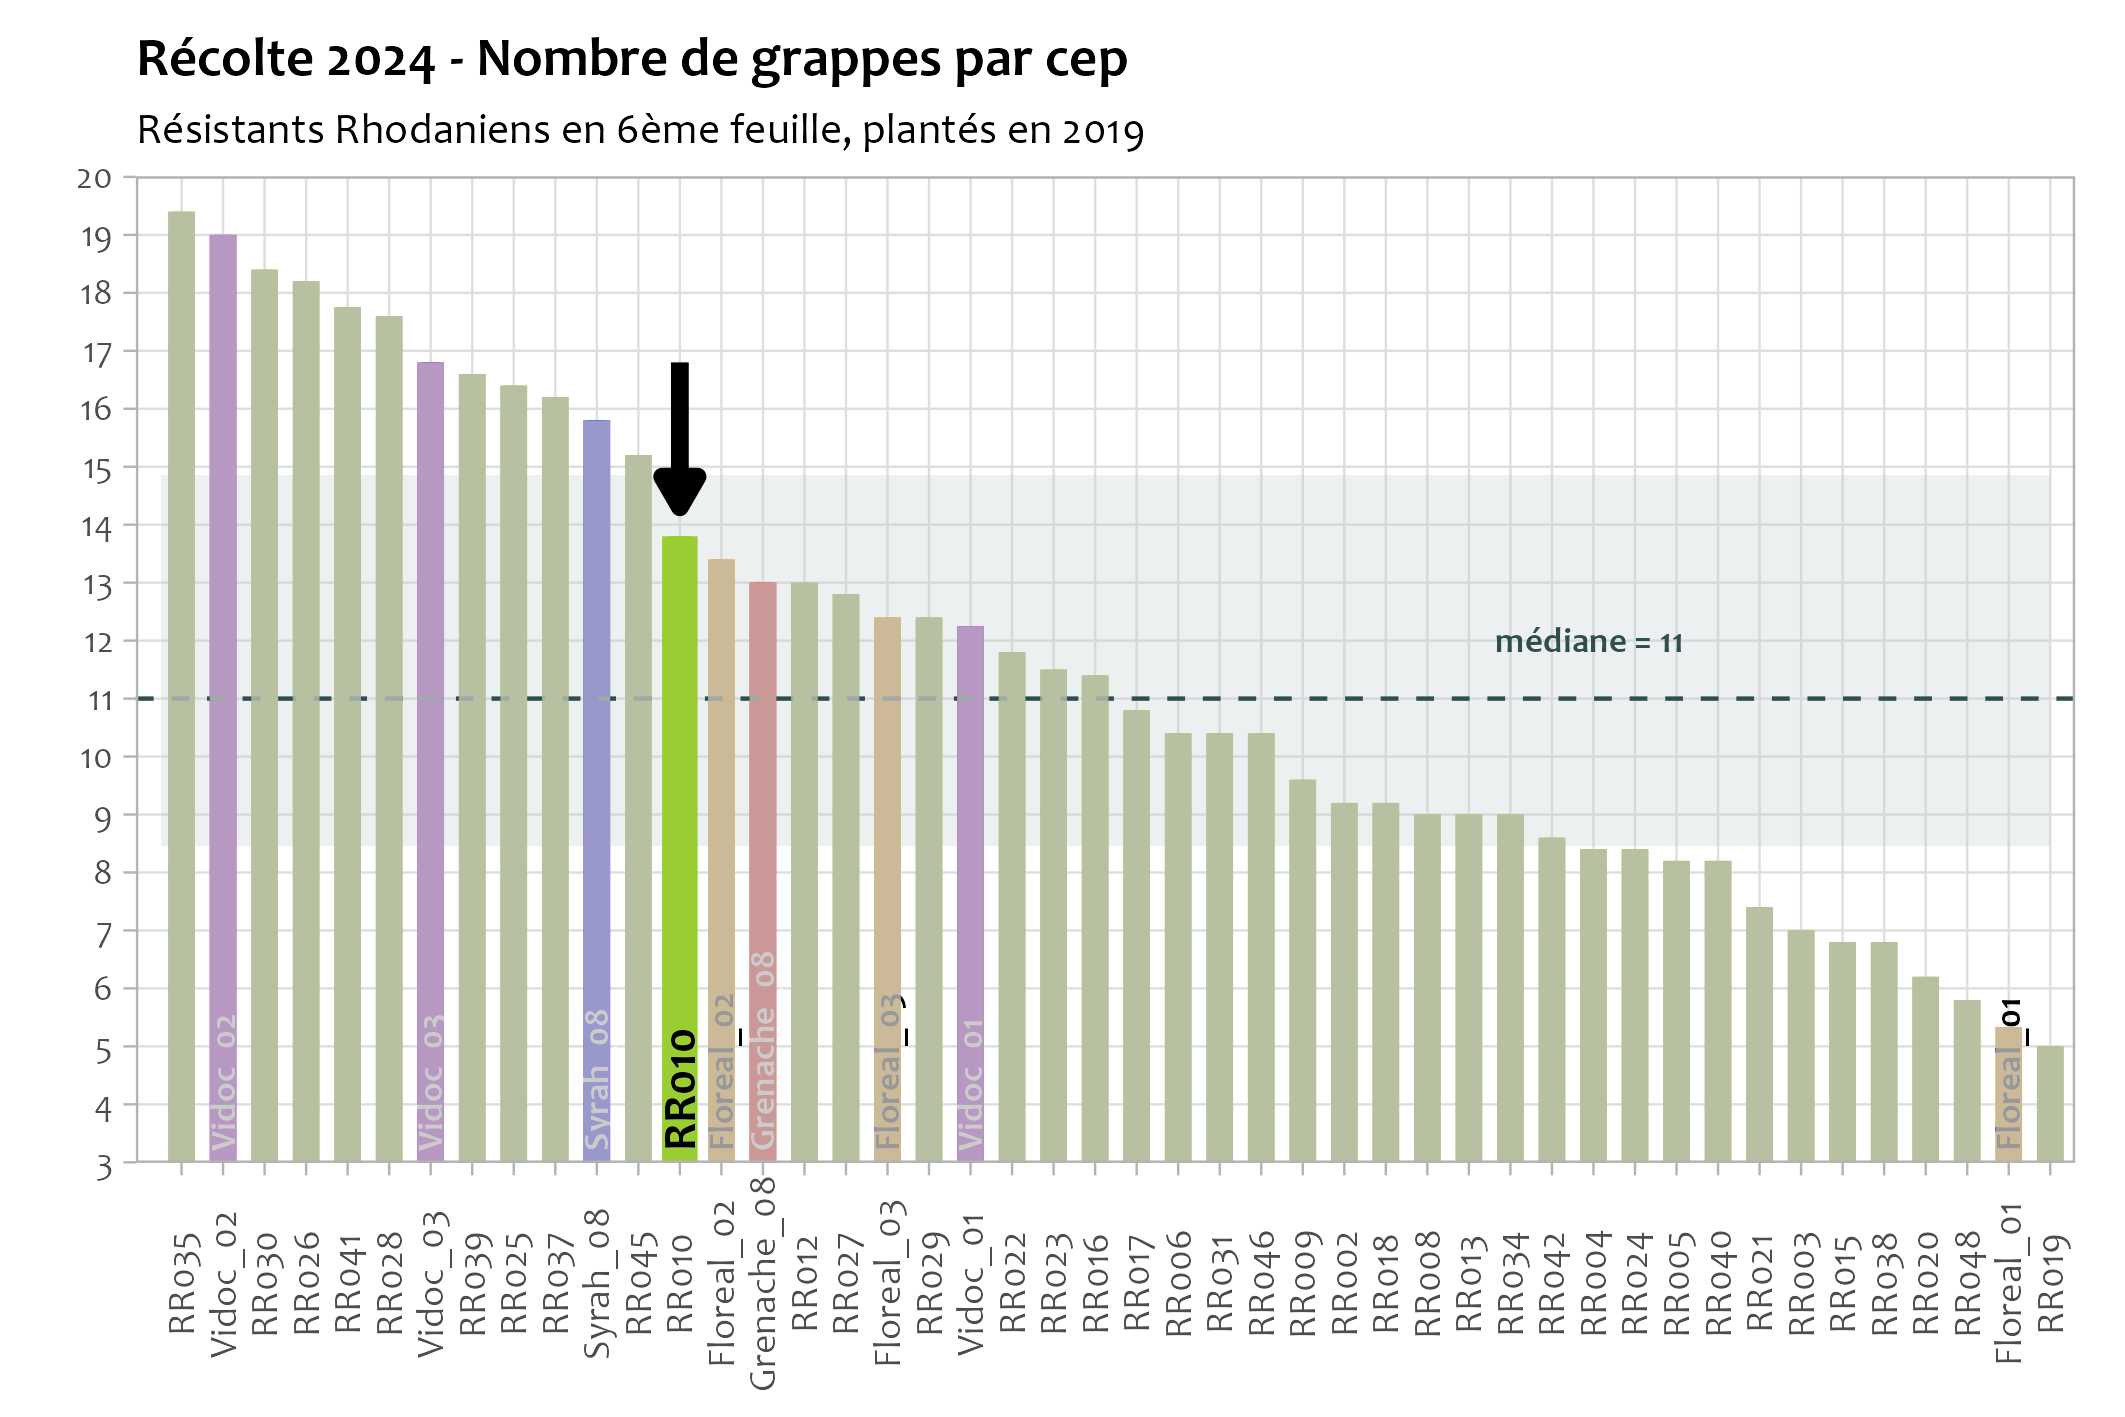 Récolte 2024 - Nombre de grappes par cep
Résistants Rhodaniens en 6ème feuille, plantés en 2019
20
19
18
17
16
15
14
13
12
11
10
9
8
7
6
5
4
3
médiane = 11
Vidoc_02
Vidoc_03
Syrah_08
RR010
Floreal_02
Grenache_08
Floreal_03
Vidoc_01
Floreal_01
RR035
Vidoc_02
RR030
RR026
RR041
RR028
Vidoc_03
RR039
RR025
RR037
Syrah_08
RR045
RR010
Floreal_02
Grenache_08
RR012
RR027
Floreal_03
RR029
Vidoc_01
RR022
RR023
RR016
RR017
RR006
RR031
RR046
RR009
RR002
RR018
RR008
RR013
RR034
RR042
RR004
RR024
RR005
RR040
RR021
RR003
RR015
RR038
RR020
RR048
Floreal_01
RR019